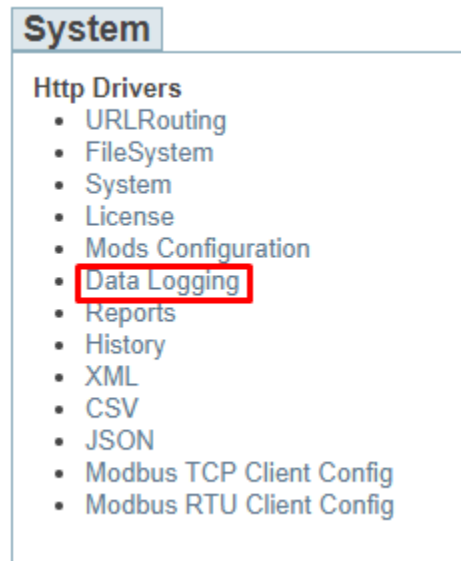 System
Http Drivers
URLRouting
FileSystem
System
License
Mods Configuration
Data Logging
Reports
History
XML
CSV
JSON
Modbus TCP Client Config
Modbus RTU Client Config